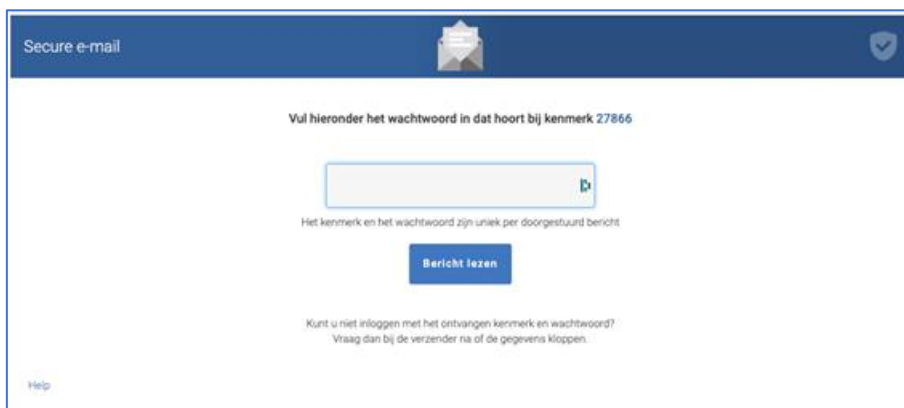 Secure e-mail
Vul hieronder het wachtwoord in dat hoort bij kenmerk 27866
Het kenmerk en het wachtwoord zijn uniek per doorgestuurd bericht
Bericht lezen
Kunt u niet inloggen met het ontvangen kenmerk en wachtwoord?
Vraag dan bij de verzender na of de gegevens kloppen.
Help